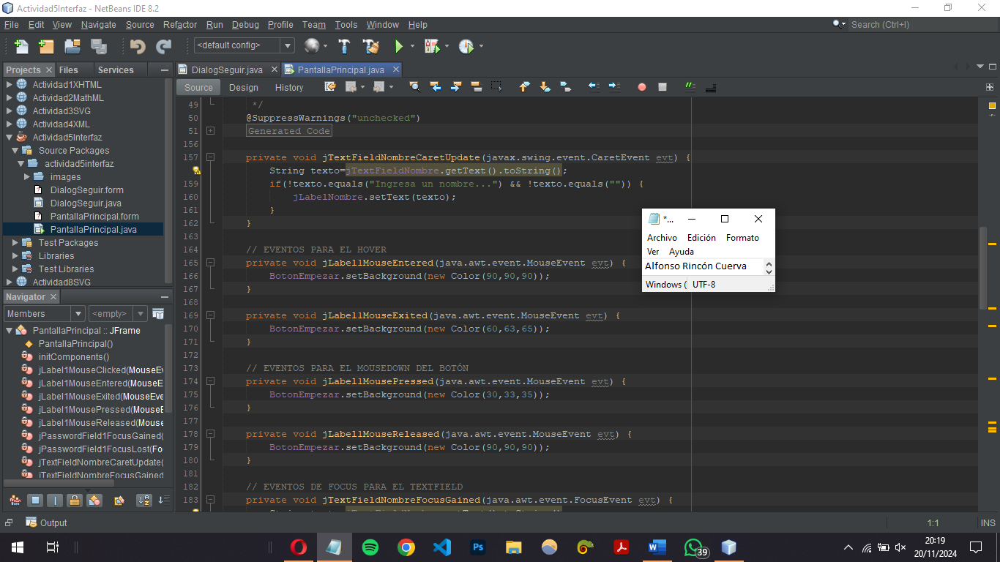 Actividad5Interfaz - NetBeans IDE 8.2
File Edit View Navigate Source Refactor Run Debug Profile Team Tools Window Help
Search (Ctrl+I)
<default config>
Projects Files Services
Actividad1XHTML
Actividad2MathML
Actividad3SVG
Actividad4XML
Actividad5Interfaz
Source Packages
actividad5interfaz
images
DialogSeguir.form
DialogSeguir.java
PantallaPrincipal.form
PantallaPrincipal.java
Test Packages
Libraries
Test Libraries
Actividad8SVG
Navigator
Members <empty>
PantallaPrincipal :: JFrame
PantallaPrincipal()
initComponents()
jLabel1MouseClicked(MouseEv
jLabel1MouseEntered(MouseE
jLabel1MouseExited(MouseEve
jLabel1MousePressed(MouseE
jLabel1MouseReleased(Mouse
jPasswordField1FocusGained(
jPasswordField1FocusLost(Fo
jTextFieldNombreCaretUpdate(
jTextFieldNombreFocusGained
DialogSeguir.java PantallaPrincipal.java
Source Design History
49 */
50 @SuppressWarnings("unchecked")
51 Generated Code
156
157 private void jTextFieldNombreCaretUpdate(javax.swing.event.CaretEvent evt) {
String texto=jTextFieldNombre.getText().toString();
159 if(!texto.equals("Ingresa un nombre...") && !texto.equals("")) {
160 jLabelNombre.setText(texto);
161 }
162 }
163
164 // EVENTOS PARA EL HOVER
165 private void jLabel1MouseEntered(java.awt.event.MouseEvent evt) {
166 BotonEmpezar.setBackground(new Color(90,90,90));
167 }
168
169 private void jLabel1MouseExited(java.awt.event.MouseEvent evt) {
170 BotonEmpezar.setBackground(new Color(60,63,65));
171 }
172
173 // EVENTOS PARA EL MOUSEDOWN DEL BOTÓN
174 private void jLabel1MousePressed(java.awt.event.MouseEvent evt) {
175 BotonEmpezar.setBackground(new Color(30,33,35));
176 }
177
178 private void jLabel1MouseReleased(java.awt.event.MouseEvent evt) {
179 BotonEmpezar.setBackground(new Color(90,90,90));
180 }
181
182 // EVENTOS DE FOCUS PARA EL TEXTFIELD
183 private void jTextFieldNombreFocusGained(java.awt.event.FocusEvent evt) {
*...
Archivo Edición Formato
Ver Ayuda
Alfonso Rincón Cuerva
Windows ( UTF-8
Output
1:1 INS
39
20:19
20/11/2024